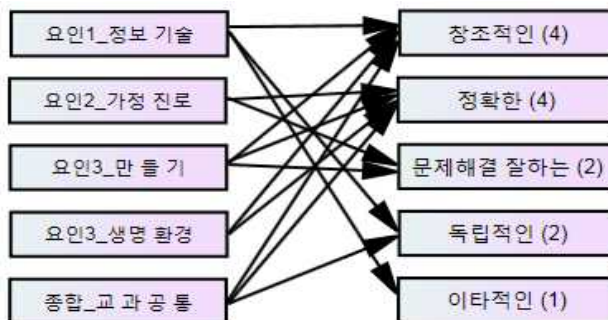 요인1_정보 기술
창조적인 (4)
요인2_가정 진로
정확한 (4)
요인3_만 들 기
문제해결 잘하는 (2)
요인3_생명 환경
독립적인 (2)
종합_교 과 공 통
이타적인 (1)